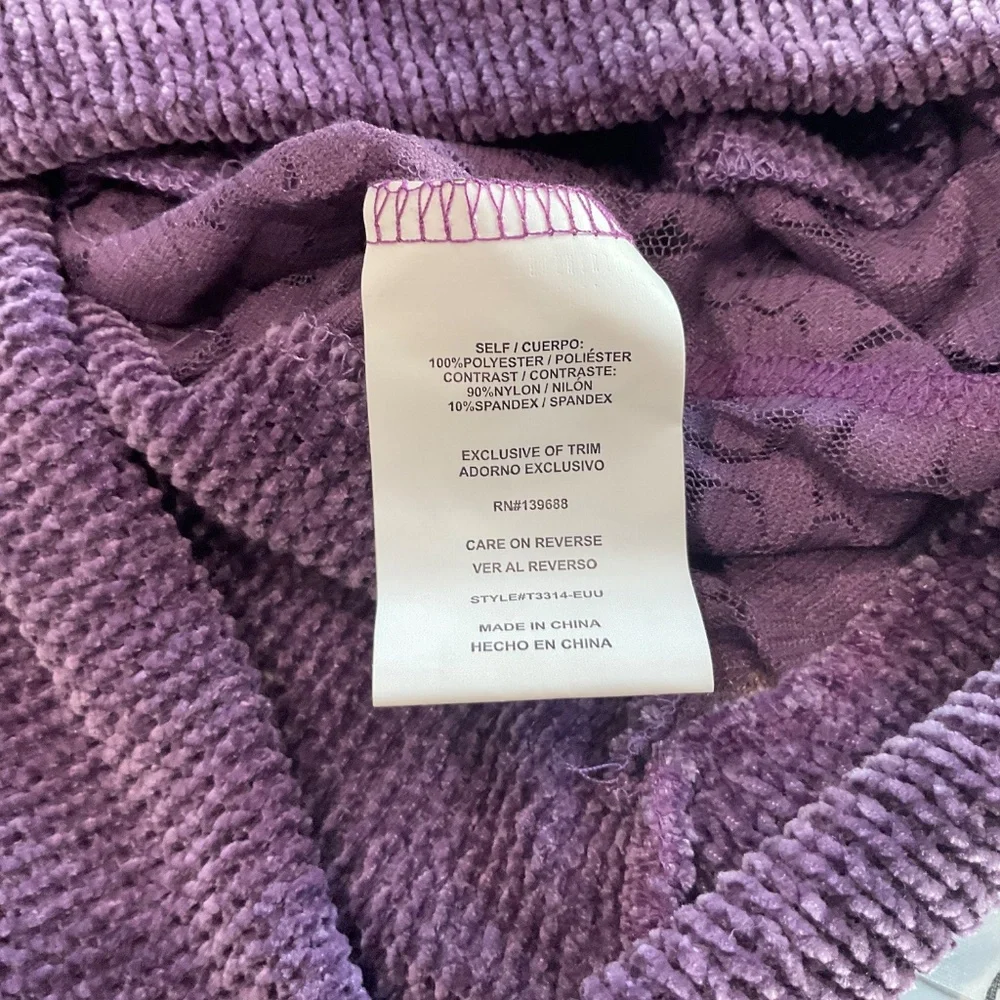 SELF / CUERPO:
100%POLYESTER / POLIÉSTER
CONTRAST / CONTRASTE:
90%NYLON / NILÓN
10%SPANDEX / SPANDEX
EXCLUSIVE OF TRIM
ADORNO EXCLUSIVO
RN#139688
CARE ON REVERSE
VER AL REVERSO
STYLE#T3314-EUU
MADE IN CHINA
HECHO EN CHINA